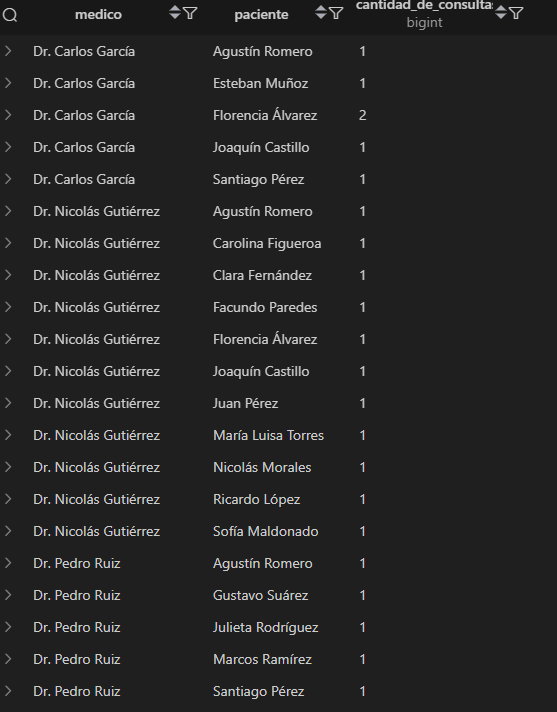 medico paciente cantidad_de_consultas
bigint
Dr. Carlos García Agustín Romero 1
Dr. Carlos García Esteban Muñoz 1
Dr. Carlos García Florencia Álvarez 2
Dr. Carlos García Joaquín Castillo 1
Dr. Carlos García Santiago Pérez 1
Dr. Nicolás Gutiérrez Agustín Romero 1
Dr. Nicolás Gutiérrez Carolina Figueroa 1
Dr. Nicolás Gutiérrez Clara Fernández 1
Dr. Nicolás Gutiérrez Facundo Paredes 1
Dr. Nicolás Gutiérrez Florencia Álvarez 1
Dr. Nicolás Gutiérrez Joaquín Castillo 1
Dr. Nicolás Gutiérrez Juan Pérez 1
Dr. Nicolás Gutiérrez María Luisa Torres 1
Dr. Nicolás Gutiérrez Nicolás Morales 1
Dr. Nicolás Gutiérrez Ricardo López 1
Dr. Nicolás Gutiérrez Sofía Maldonado 1
Dr. Pedro Ruiz Agustín Romero 1
Dr. Pedro Ruiz Gustavo Suárez 1
Dr. Pedro Ruiz Julieta Rodríguez 1
Dr. Pedro Ruiz Marcos Ramírez 1
Dr. Pedro Ruiz Santiago Pérez 1